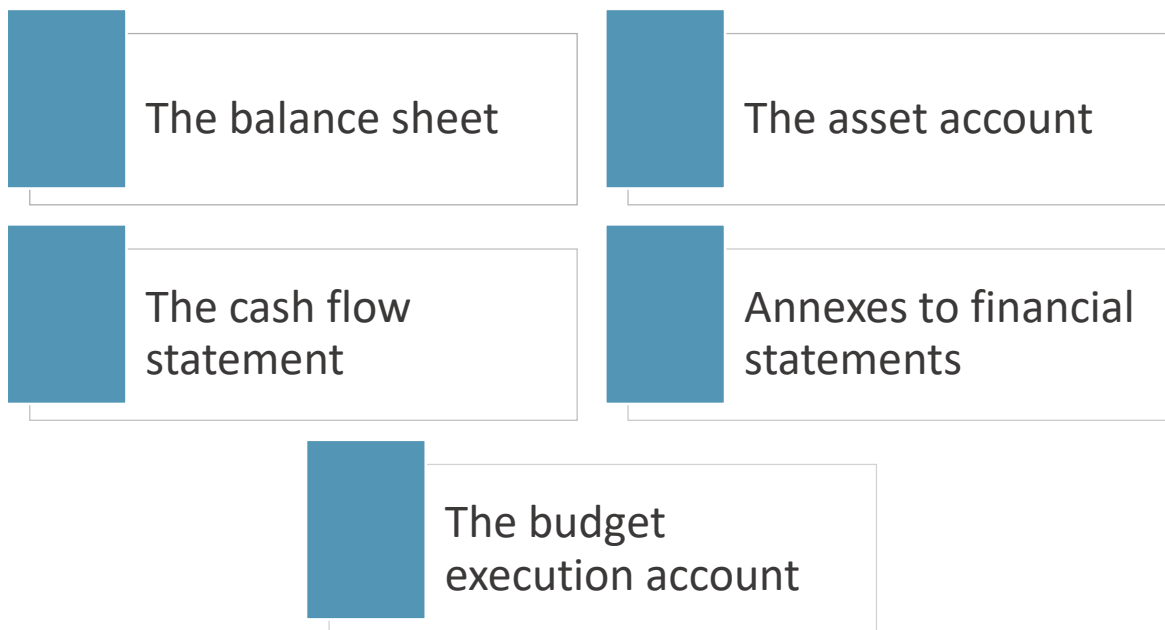 The balance sheet
The asset account
The cash flow
statement
Annexes to financial
statements
The budget
execution account